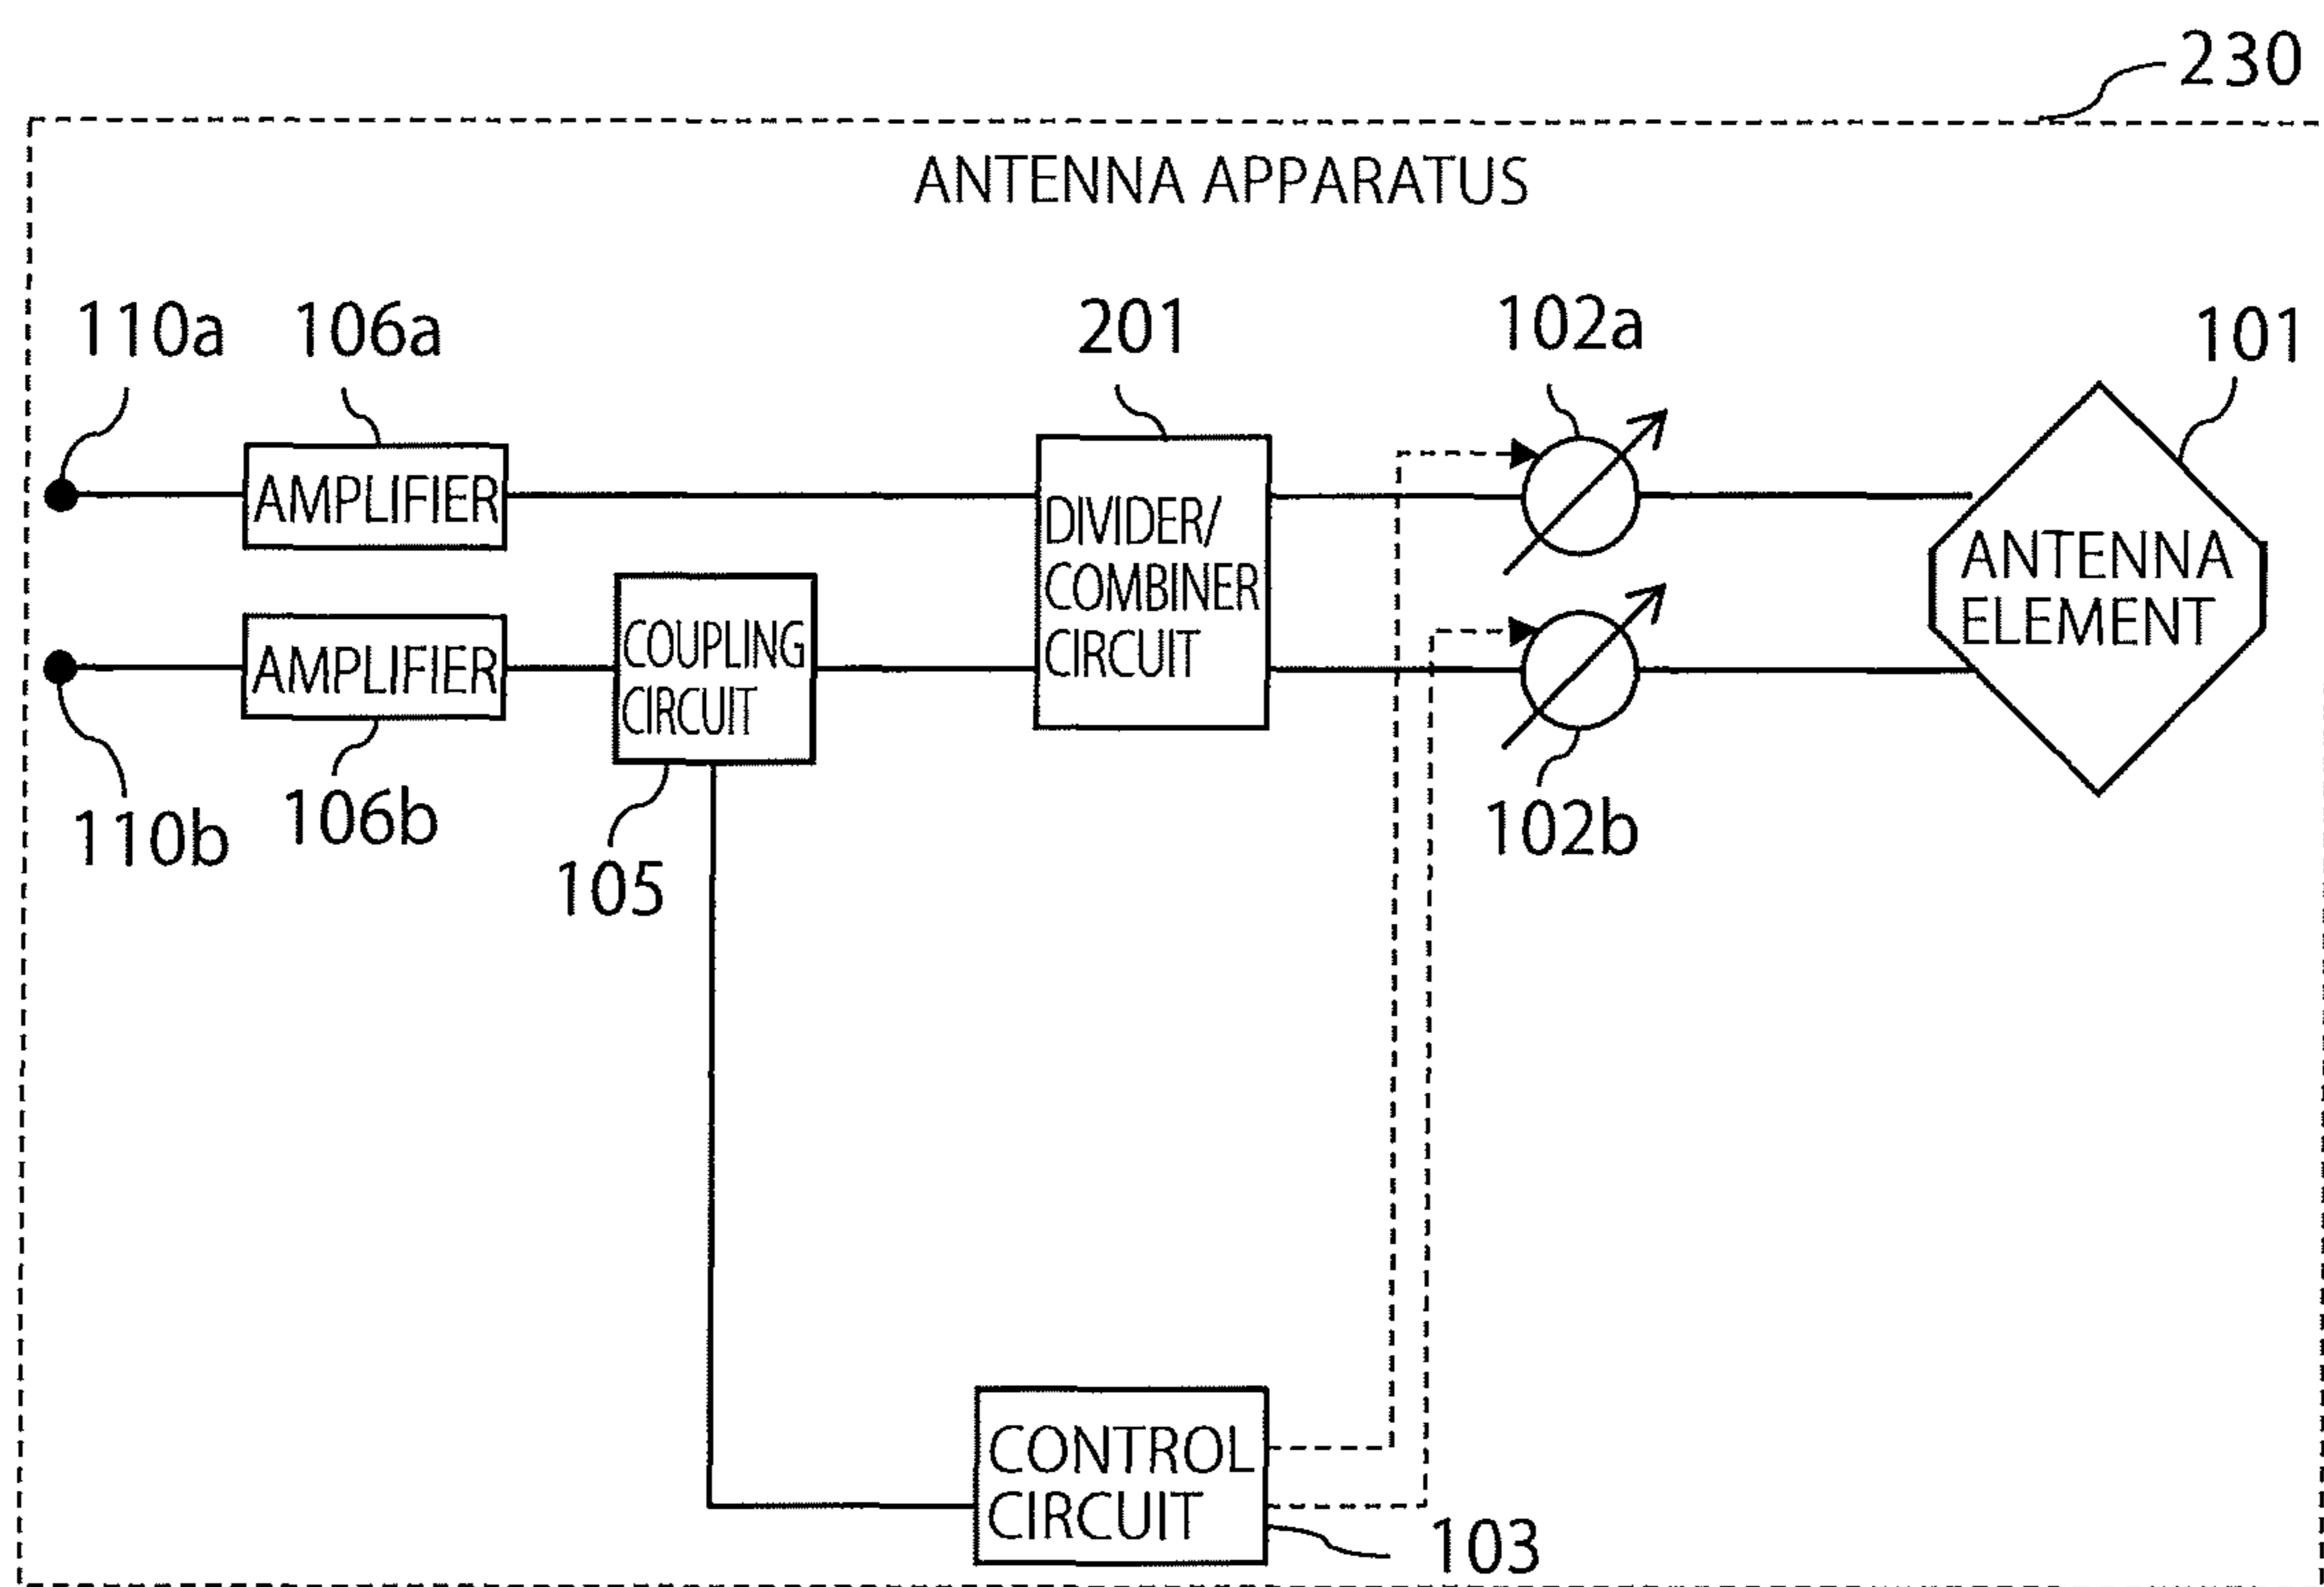 230
ANTENNA APPARATUS
110a
106a
201
102a
101
AMPLIFIER
DIVIDER/
COMBINER
CIRCUIT
ANTENNA
ELEMENT
AMPLIFIER
COUPLING
CIRCUIT
110b
106b
105
102b
CONTROL
CIRCUIT
103